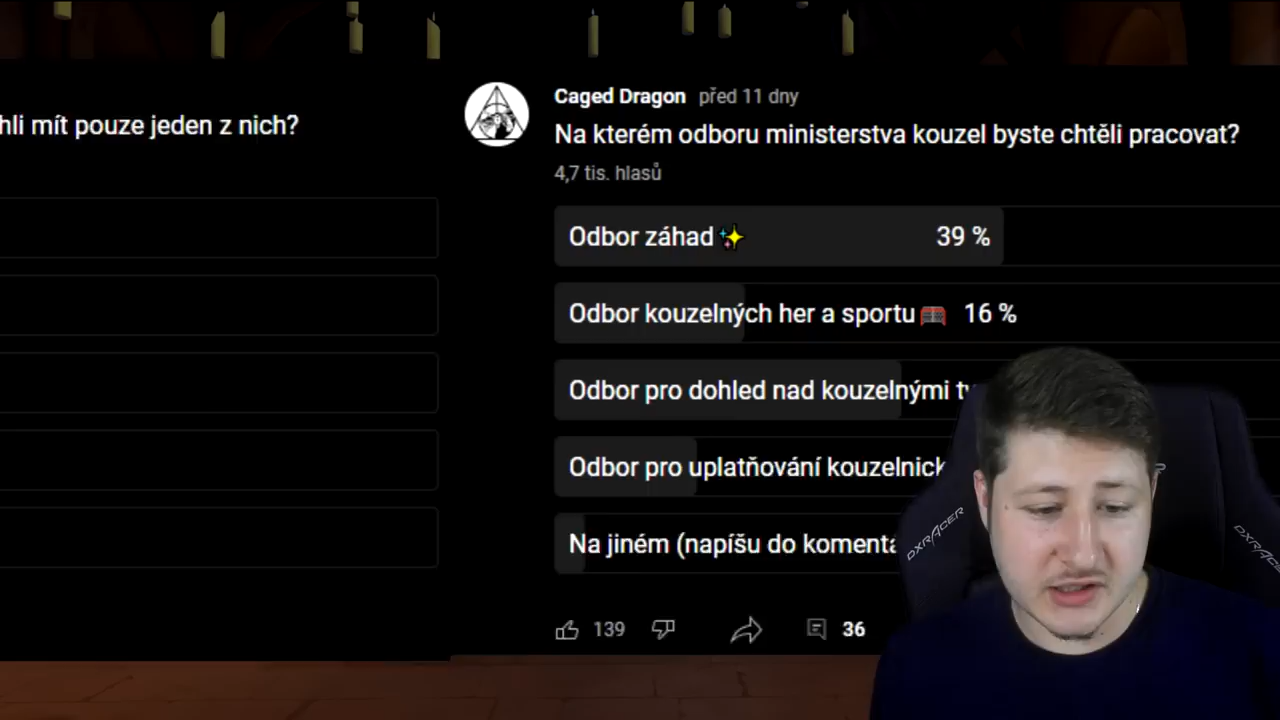 hli mít pouze jeden z nich?
Caged Dragon před 11 dny
Na kterém odboru ministerstva kouzel byste chtěli pracovat?
4,7 tis. hlasů
Odbor záhad✨ 39 %
Odbor kouzelných her a sportu🥅 16 %
Odbor pro dohled nad kouzelnými
Odbor pro uplatňování kouzelnick
Na jiném (napíšu do komentá
139 36
DXRACER
DXRACER